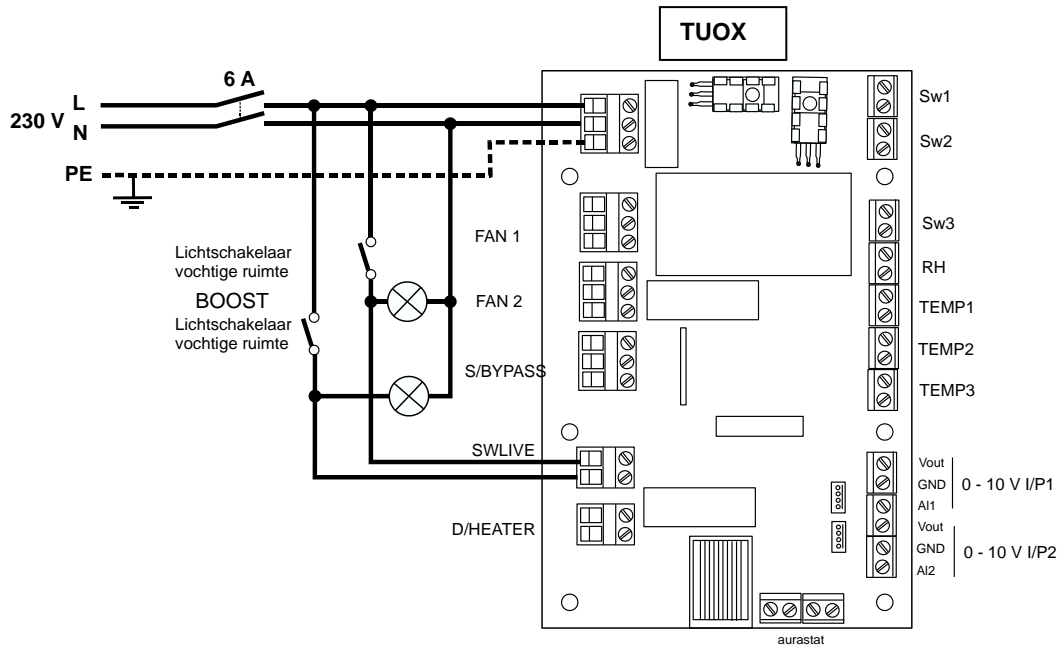 TUOX
6 A
L
230 V
N
PE
Sw1
Sw2
Sw3
RH
TEMP1
TEMP2
TEMP3
FAN 1
FAN 2
S/BYPASS
SWLIVE
D/HEATER
Lichtschakelaar
vochtige ruimte
BOOST
Lichtschakelaar
vochtige ruimte
Vout
GND
AI1
0 - 10 V I/P1
Vout
GND
AI2
0 - 10 V I/P2
aurastat